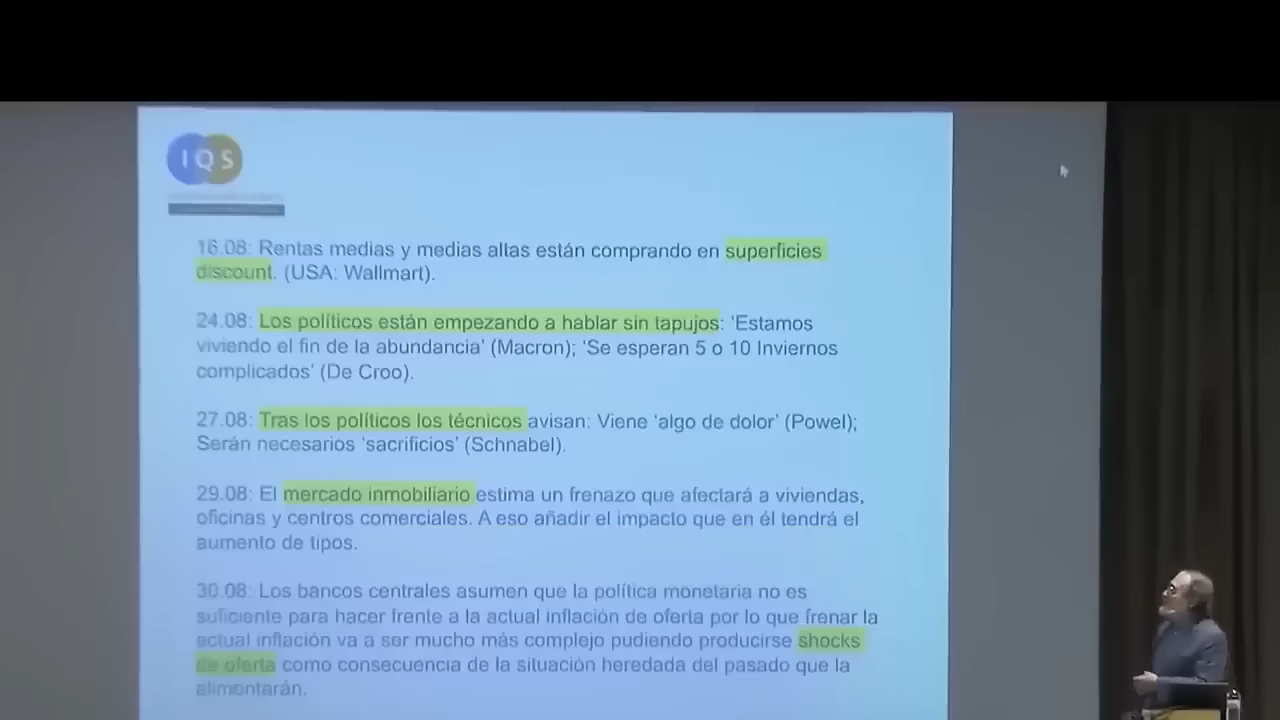 IQS
16.08: Rentas medias y medias altas están comprando en superficies
discount. (USA: Wallmart).
24.08: Los políticos están empezando a hablar sin tapujos: ‘Estamos
viviendo el fin de la abundancia’ (Macron); ‘Se esperan 5 o 10 Inviernos
complicados’ (De Croo).
27.08: Tras los políticos los técnicos avisan: Viene ‘algo de dolor’ (Powel);
Serán necesarios ‘sacrificios’ (Schnabel).
29.08: El mercado inmobiliario estima un frenazo que afectará a viviendas,
oficinas y centros comerciales. A eso añadir el impacto que en él tendrá el
aumento de tipos.
30.08: Los bancos centrales asumen que la política monetaria no es
suficiente para hacer frente a la actual inflación de oferta por lo que frenar la
actual inflación va a ser mucho más complejo pudiendo producirse shocks
de oferta como consecuencia de la situación heredada del pasado que la
alimentarán.